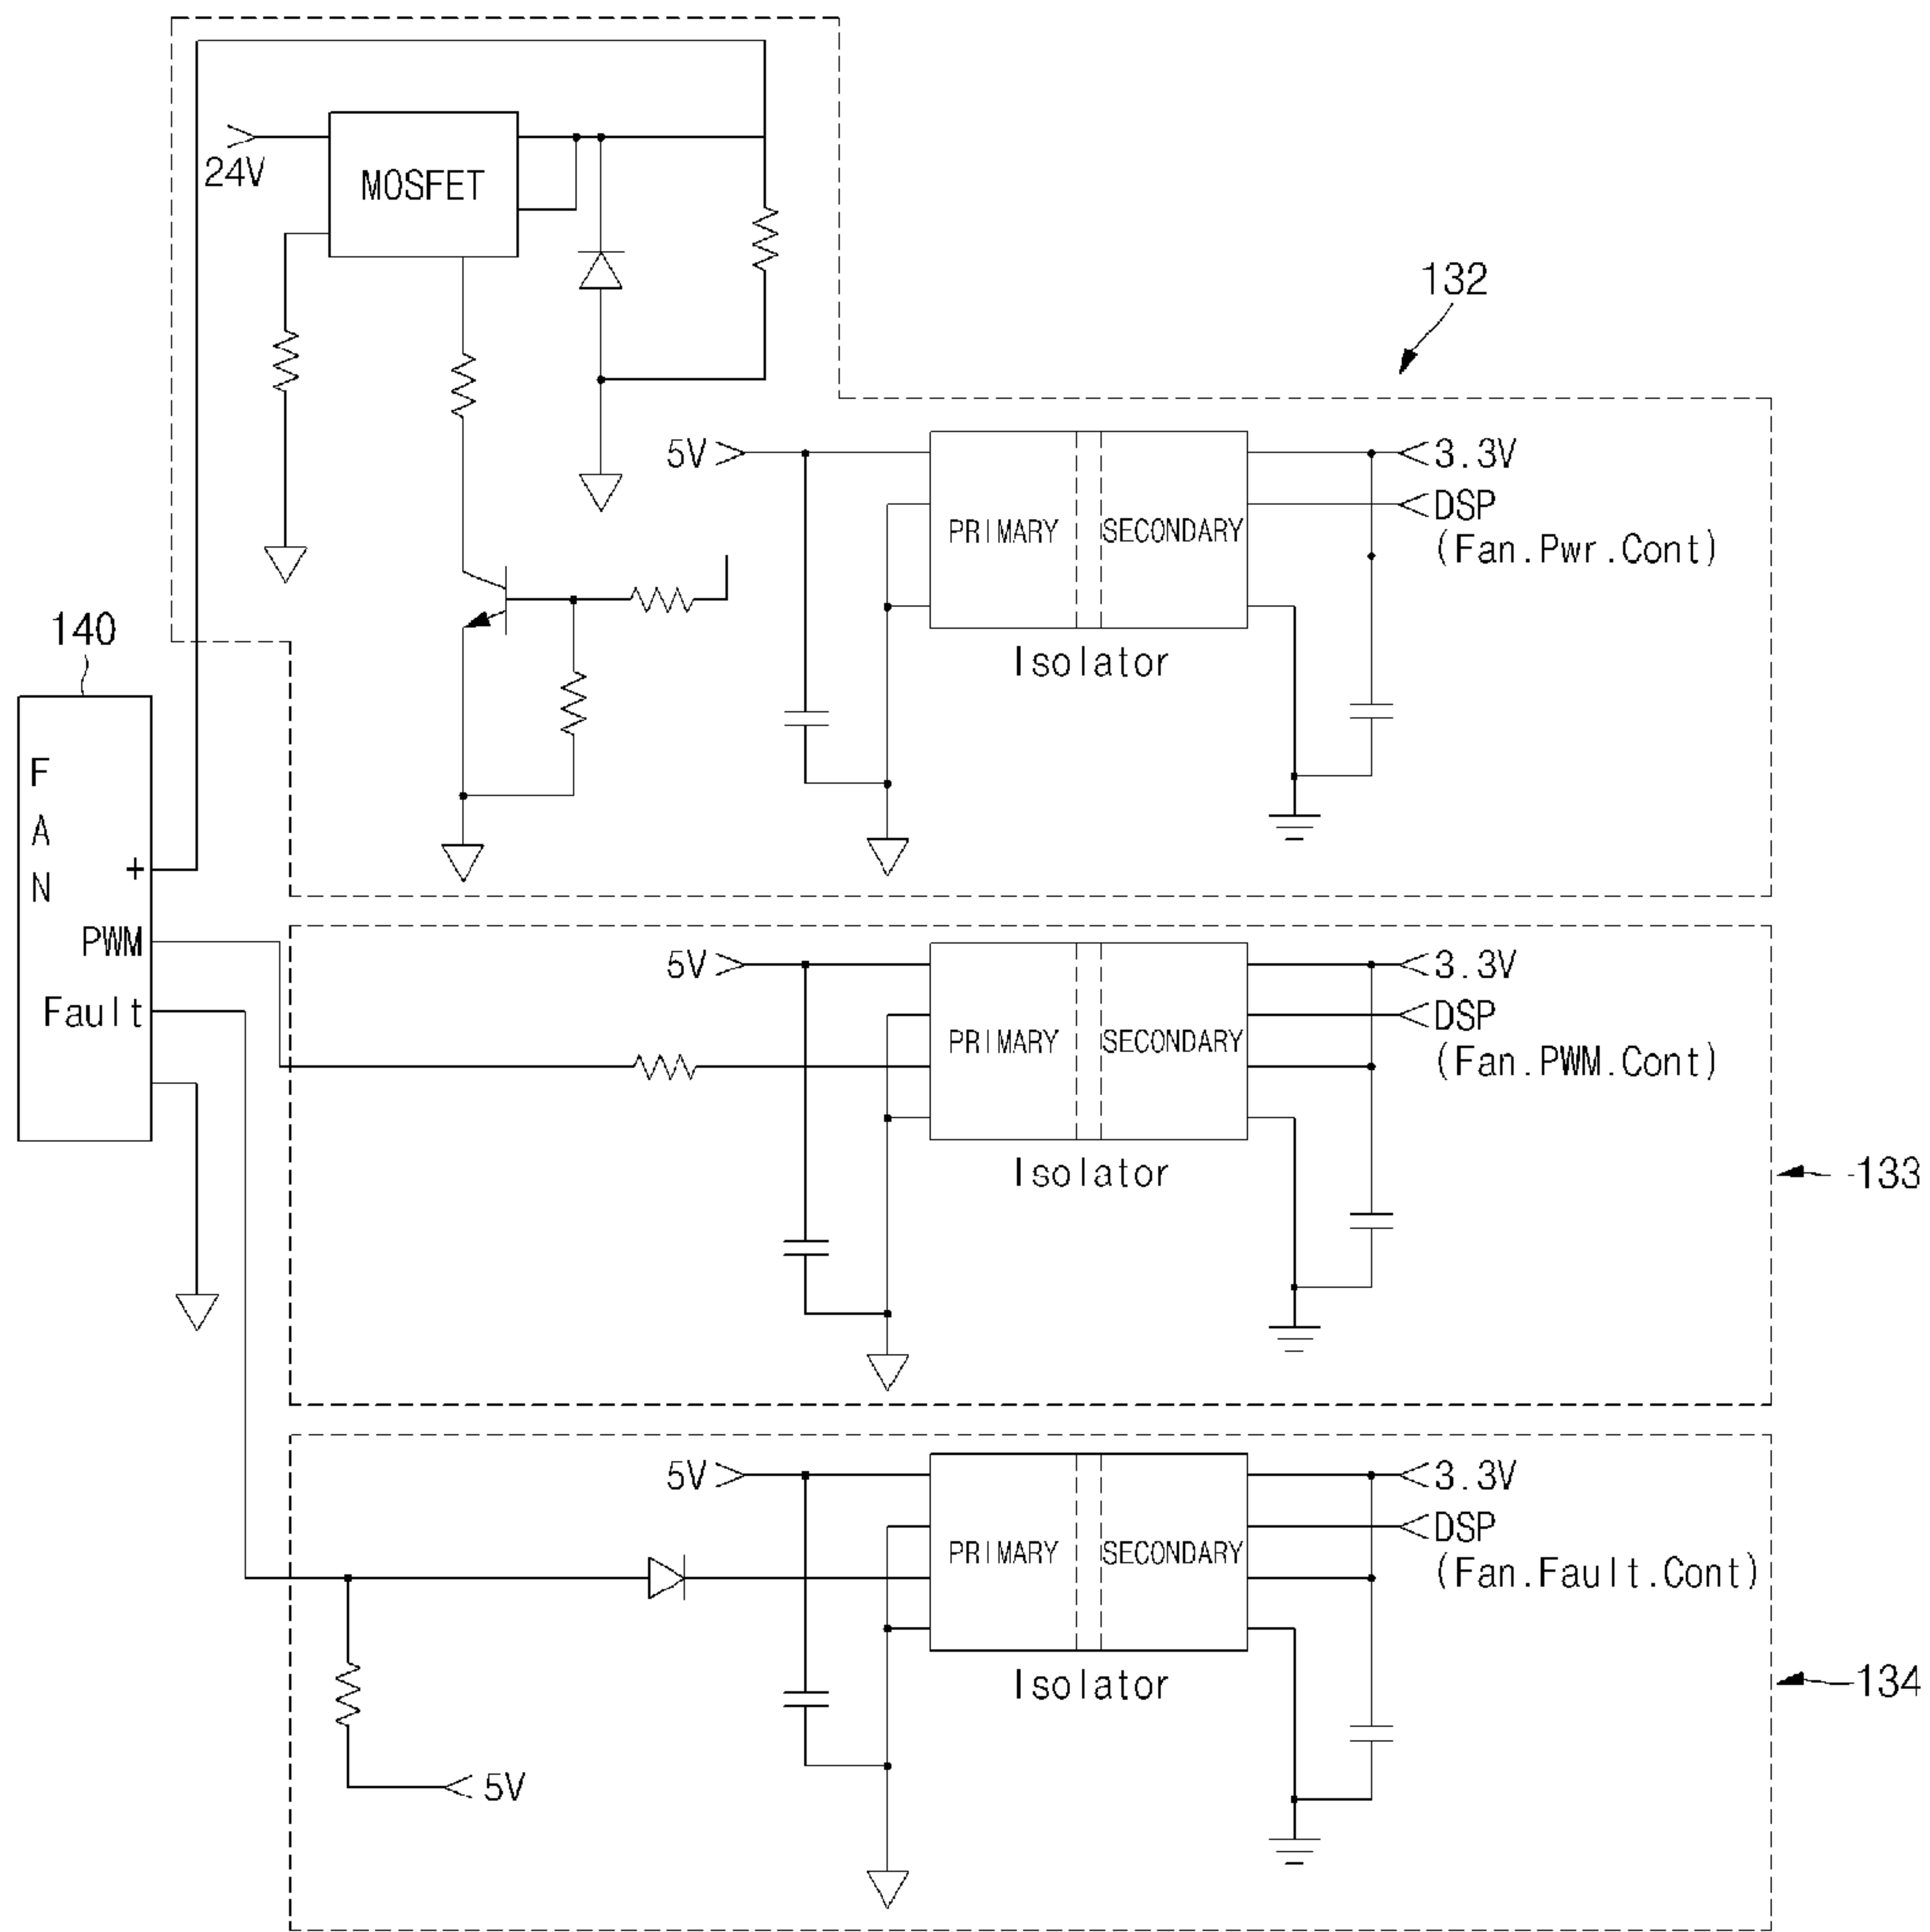 24V
MOSFET
132
5V
3.3V
DSP
(Fan.Pwr.Cont)
PRIMARY
SECONDARY
Isolator
140
F
A
N
+
PWM
Fault
5V
3.3V
DSP
(Fan.PWM.Cont)
PRIMARY
SECONDARY
Isolator
133
5V
3.3V
DSP
(Fan.Fault.Cont)
PRIMARY
SECONDARY
Isolator
134
5V